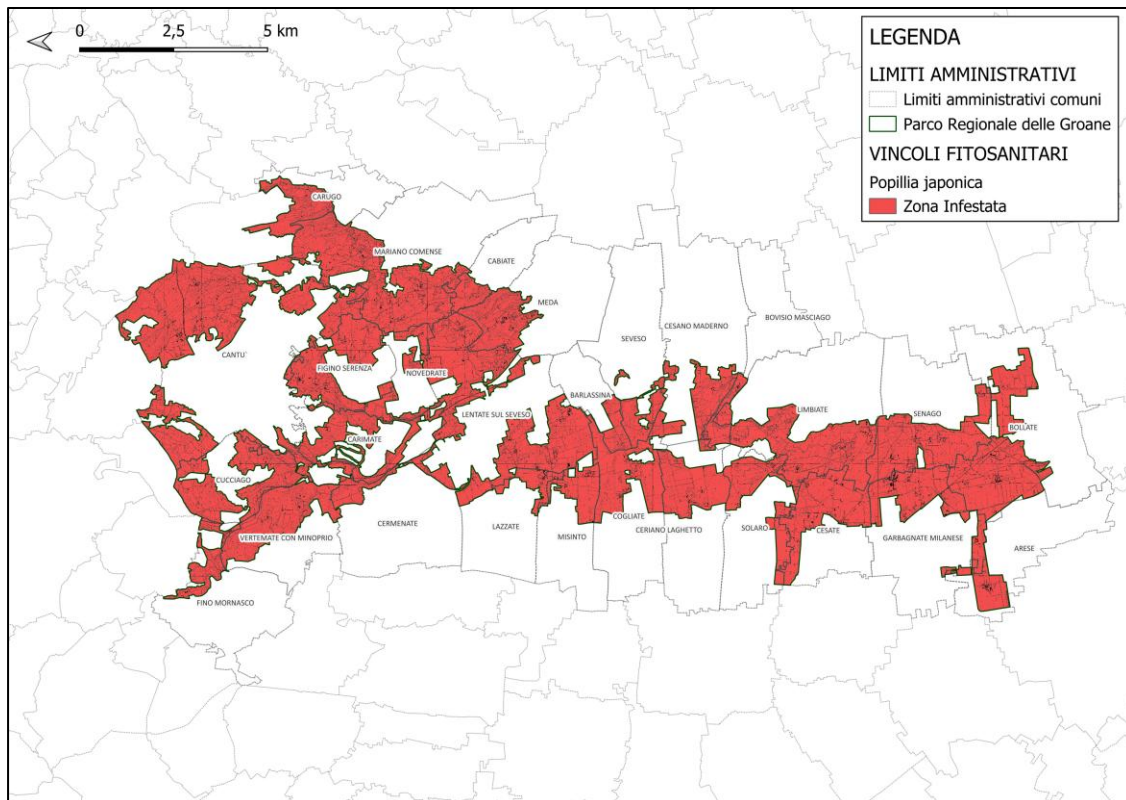 0 2,5 5 km
LEGENDA
LIMITI AMMINISTRATIVI
Limiti amministrativi comuni
Parco Regionale delle Groane
VINCOLI FITOSANITARI
Popillia japonica
Zona Infestata
CARUGO
MARIANO COMENSE
CABIATE
MEDA
CESANO MADERNO
BOVISIO MASCIAGO
SEVESO
CANTU'
FIGINO SERENZA
NOVEDRATE
BARLASSINA
LENTATE SUL SEVESO
LIMBIATE
SENAGO
BOLLATE
CARIMATE
CUCCIAGO
COGLIATE
CERMENATE
LAZZATE
CERIANO LAGHETTO
SOLARO
CESATE
VERTEMATE CON MINOPRIO
MISINTO
GARBAGNATE MILANESE
ARESE
FINO MORNASCO